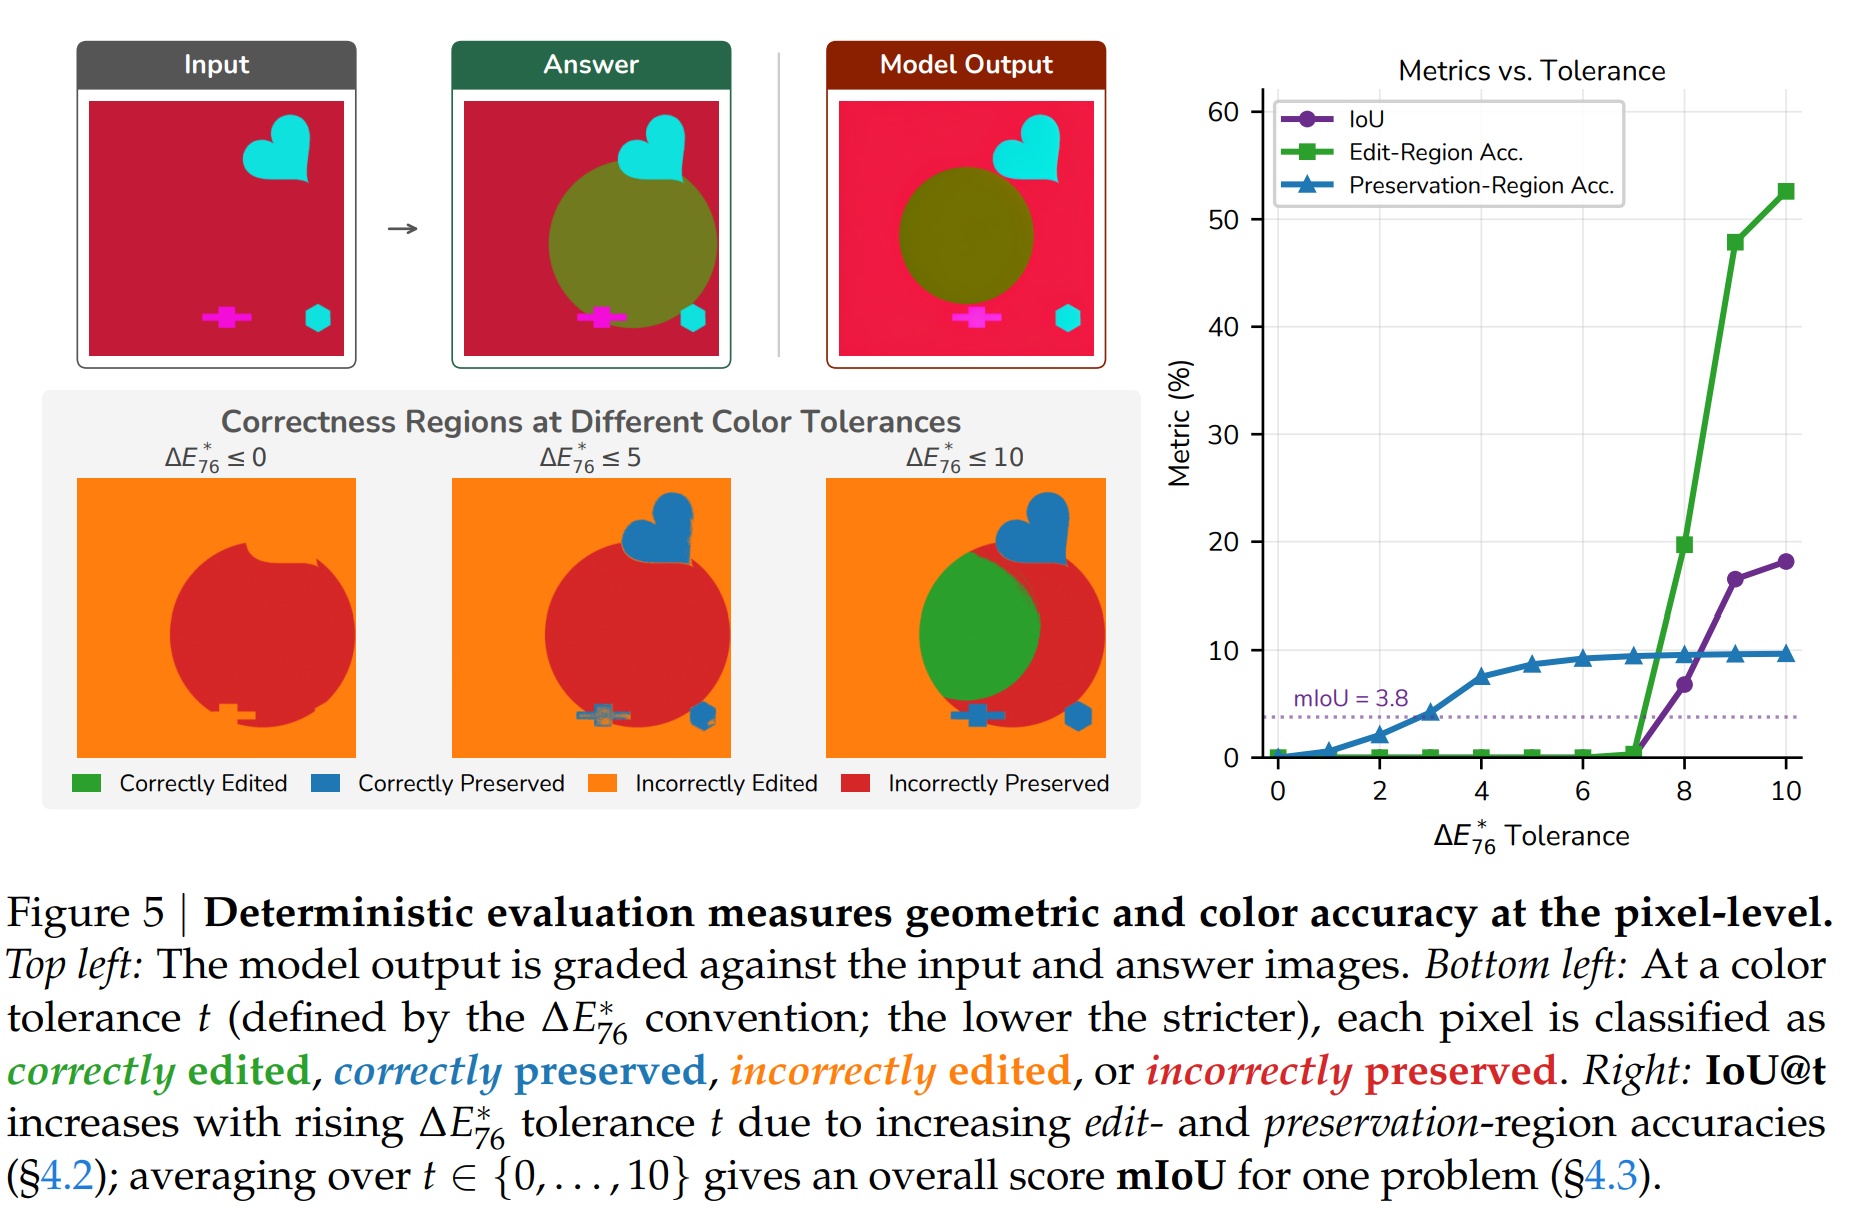 Input
Answer
Model Output
→
Correctness Regions at Different Color Tolerances
ΔE*76 ≤ 0
ΔE*76 ≤ 5
ΔE*76 ≤ 10
Correctly Edited
Correctly Preserved
Incorrectly Edited
Incorrectly Preserved
Metrics vs. Tolerance
IoU
Edit-Region Acc.
Preservation-Region Acc.
Metric (%)
60
50
40
30
20
10
0
mIoU = 3.8
0 2 4 6 8 10
ΔE*76 Tolerance
Figure 5 | Deterministic evaluation measures geometric and color accuracy at the pixel-level.
Top left: The model output is graded against the input and answer images. Bottom left: At a color
tolerance t (defined by the ΔE*76 convention; the lower the stricter), each pixel is classified as
correctly edited, correctly preserved, incorrectly edited, or incorrectly preserved. Right: IoU@t
increases with rising ΔE*76 tolerance t due to increasing edit- and preservation-region accuracies
(§4.2); averaging over t ∈ {0, . . . , 10} gives an overall score mIoU for one problem (§4.3).